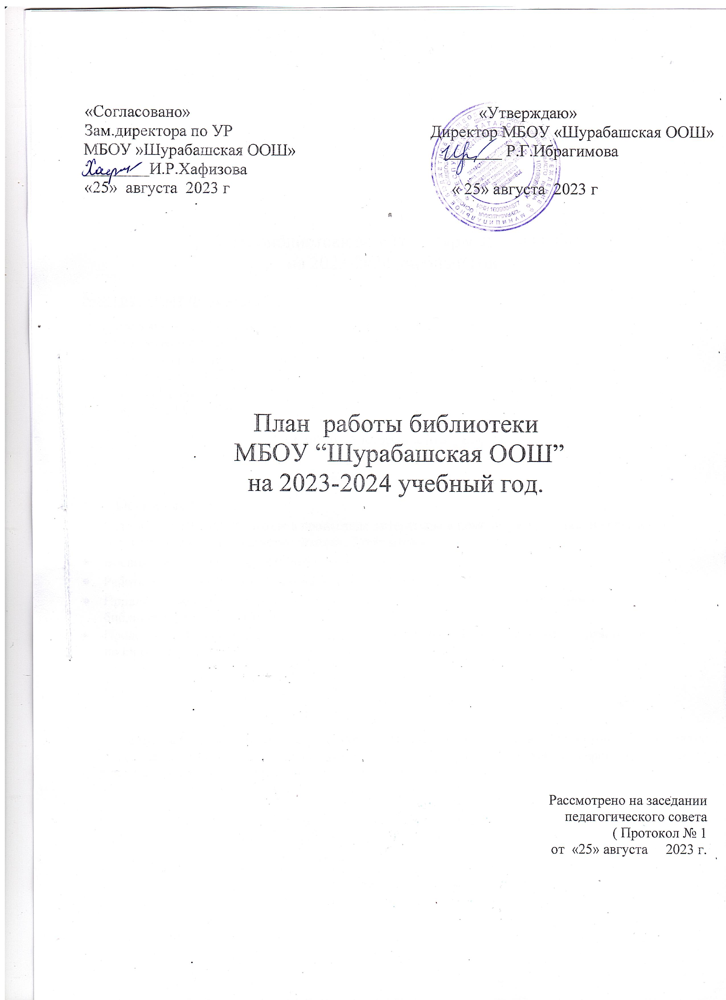 «Согласовано»
Зам.директора по УР
МБОУ »Шурабашская ООШ»
И.Р.Хафизова
«25» августа 2023 г
«Утверждаю»
Директор МБОУ «Шурабашская ООШ»
Р.Г.Ибрагимова
« 25» августа 2023 г
ИНН 1609004677
План работы библиотеки
МБОУ “Шурабашская ООШ”
на 2023-2024 учебный год.
Рассмотрено на заседании
педагогического совета
( Протокол № 1
от «25» августа 2023 г.